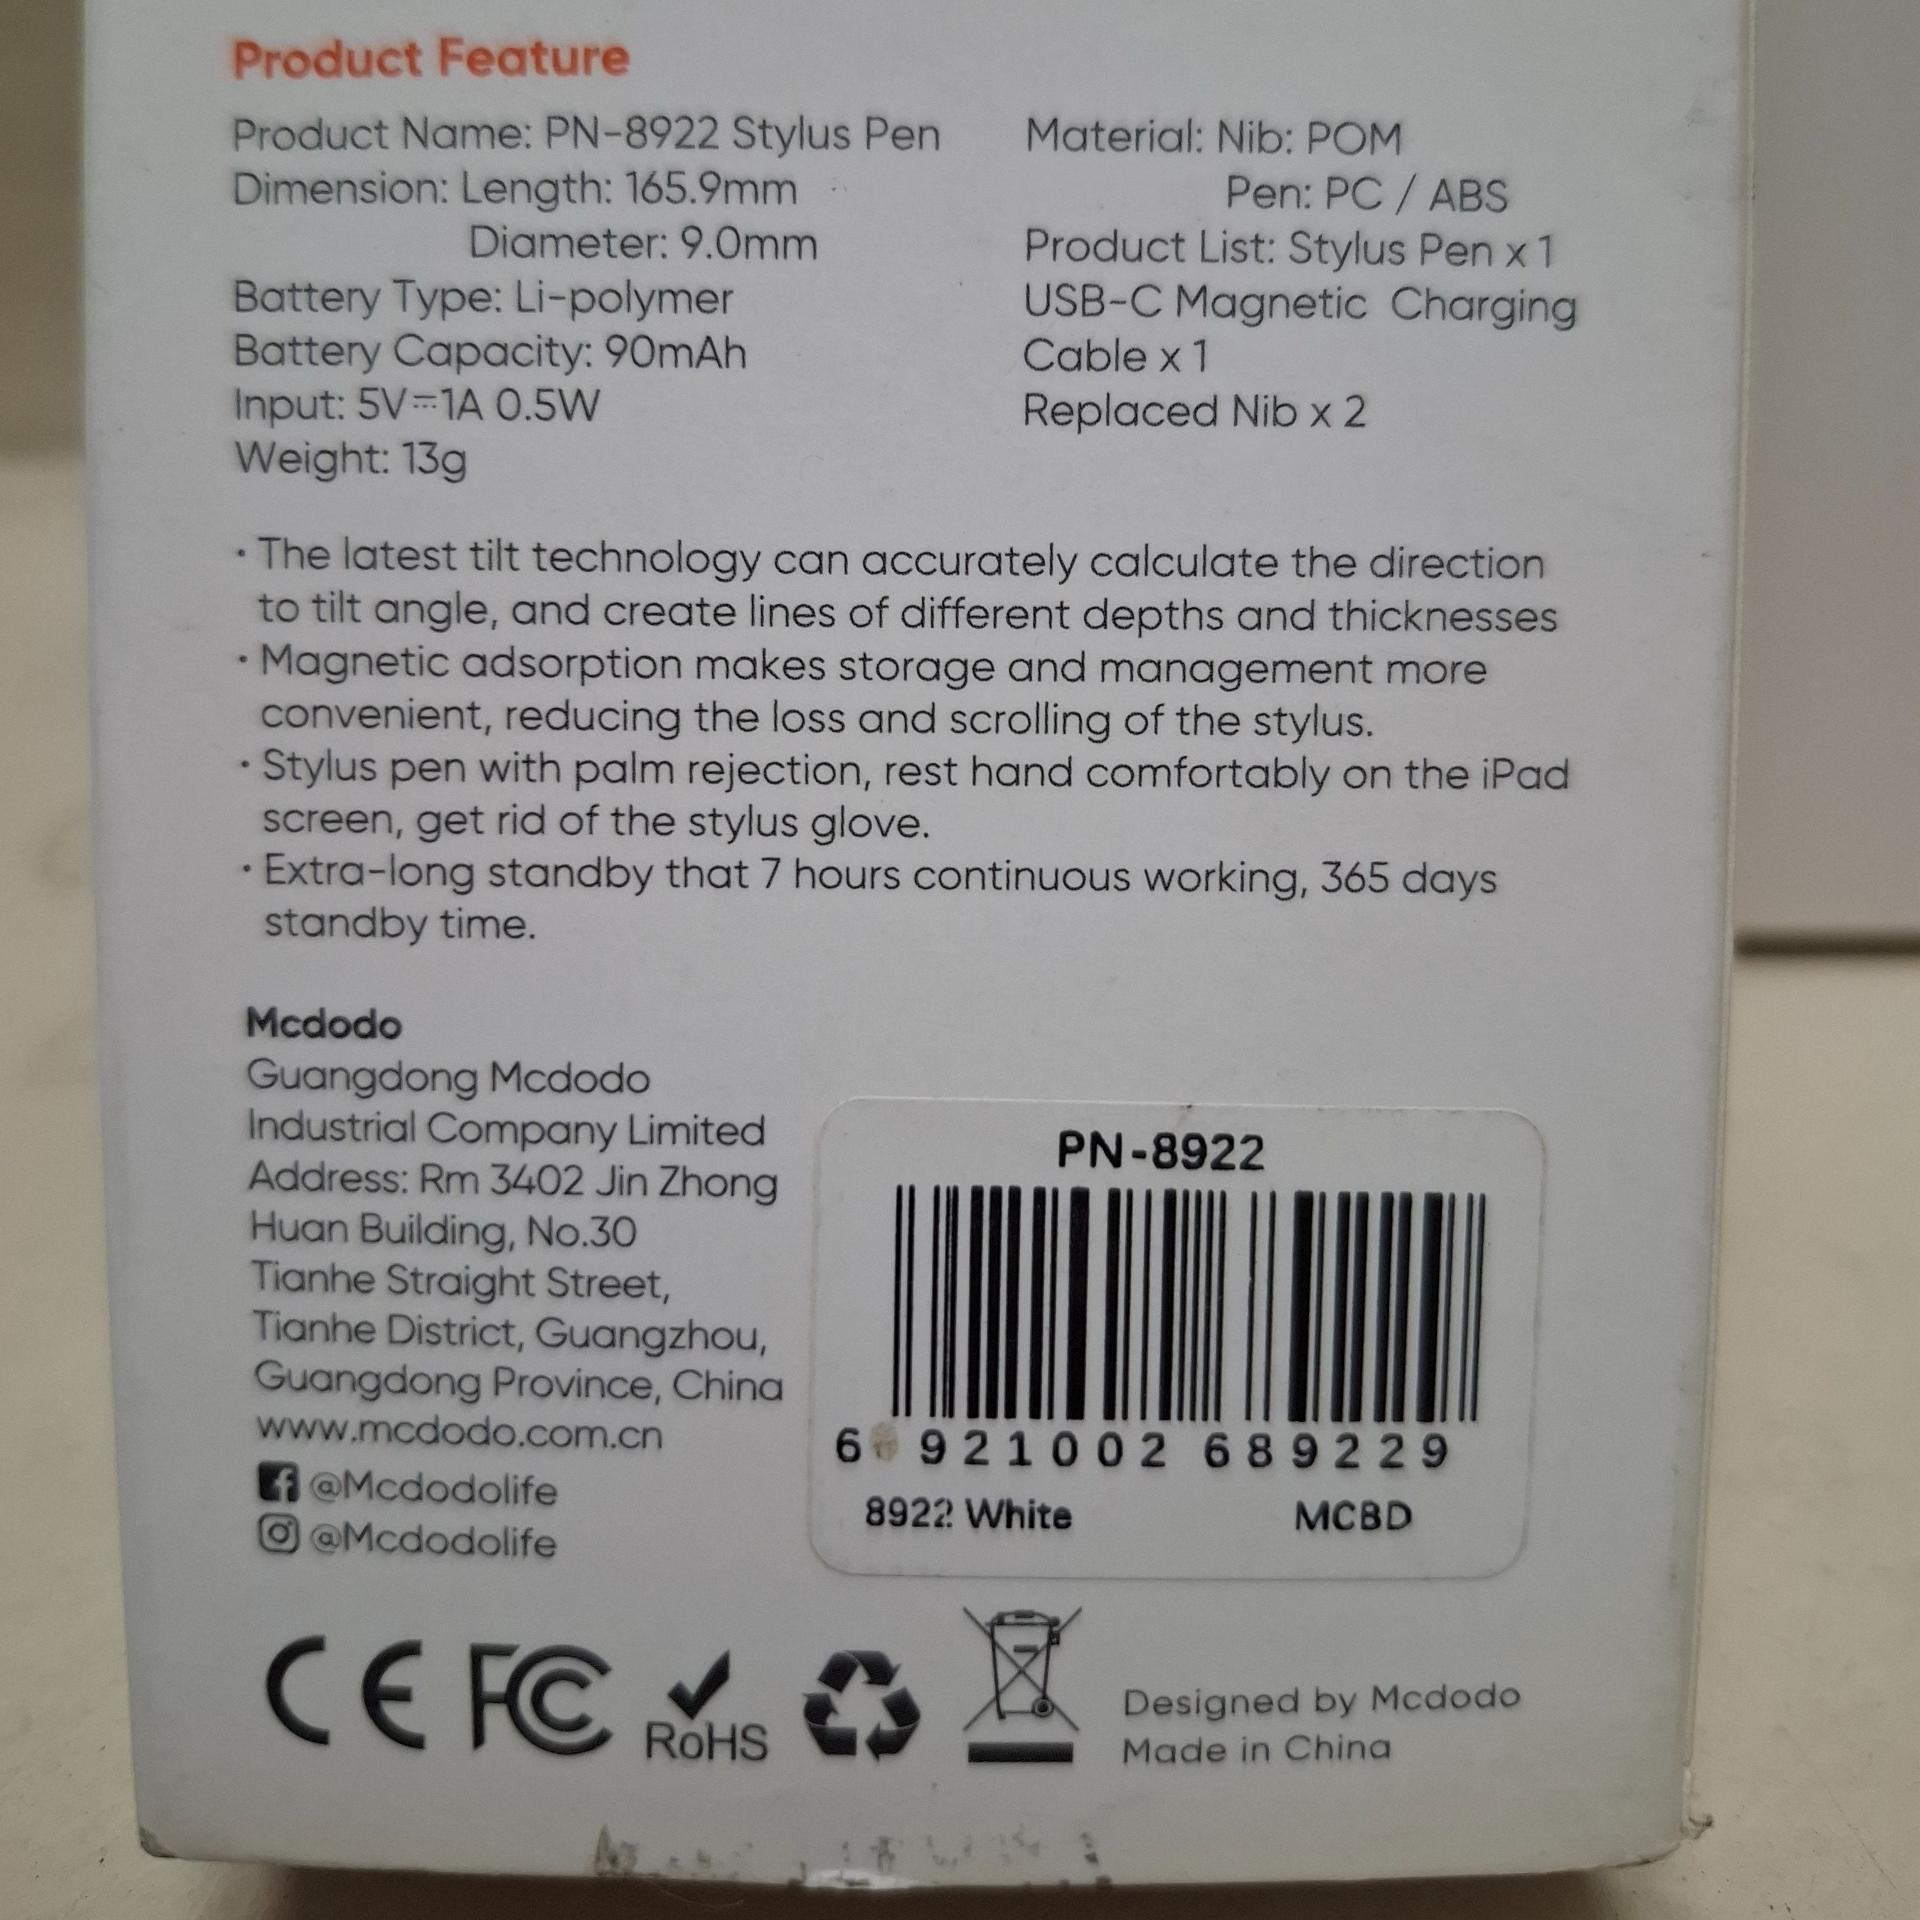 Product Feature
Product Name: PN-8922 Stylus Pen
Dimension: Length: 165.9mm
Diameter: 9.0mm
Battery Type: Li-polymer
Battery Capacity: 90mAh
Input: 5V⎓1A 0.5W
Weight: 13g
Material: Nib: POM
Pen: PC / ABS
Product List: Stylus Pen x 1
USB-C Magnetic Charging
Cable x 1
Replaced Nib x 2
· The latest tilt technology can accurately calculate the direction
to tilt angle, and create lines of different depths and thicknesses
· Magnetic adsorption makes storage and management more
convenient, reducing the loss and scrolling of the stylus.
· Stylus pen with palm rejection, rest hand comfortably on the iPad
screen, get rid of the stylus glove.
· Extra-long standby that 7 hours continuous working, 365 days
standby time.
Mcdodo
Guangdong Mcdodo
Industrial Company Limited
Address: Rm 3402 Jin Zhong
Huan Building, No.30
Tianhe Straight Street,
Tianhe District, Guangzhou,
Guangdong Province, China
www.mcdodo.com.cn
@Mcdodolife
@Mcdodolife
PN-8922
6 921002 689229
8922 White MCBD
CE FC RoHS
Designed by Mcdodo
Made in China